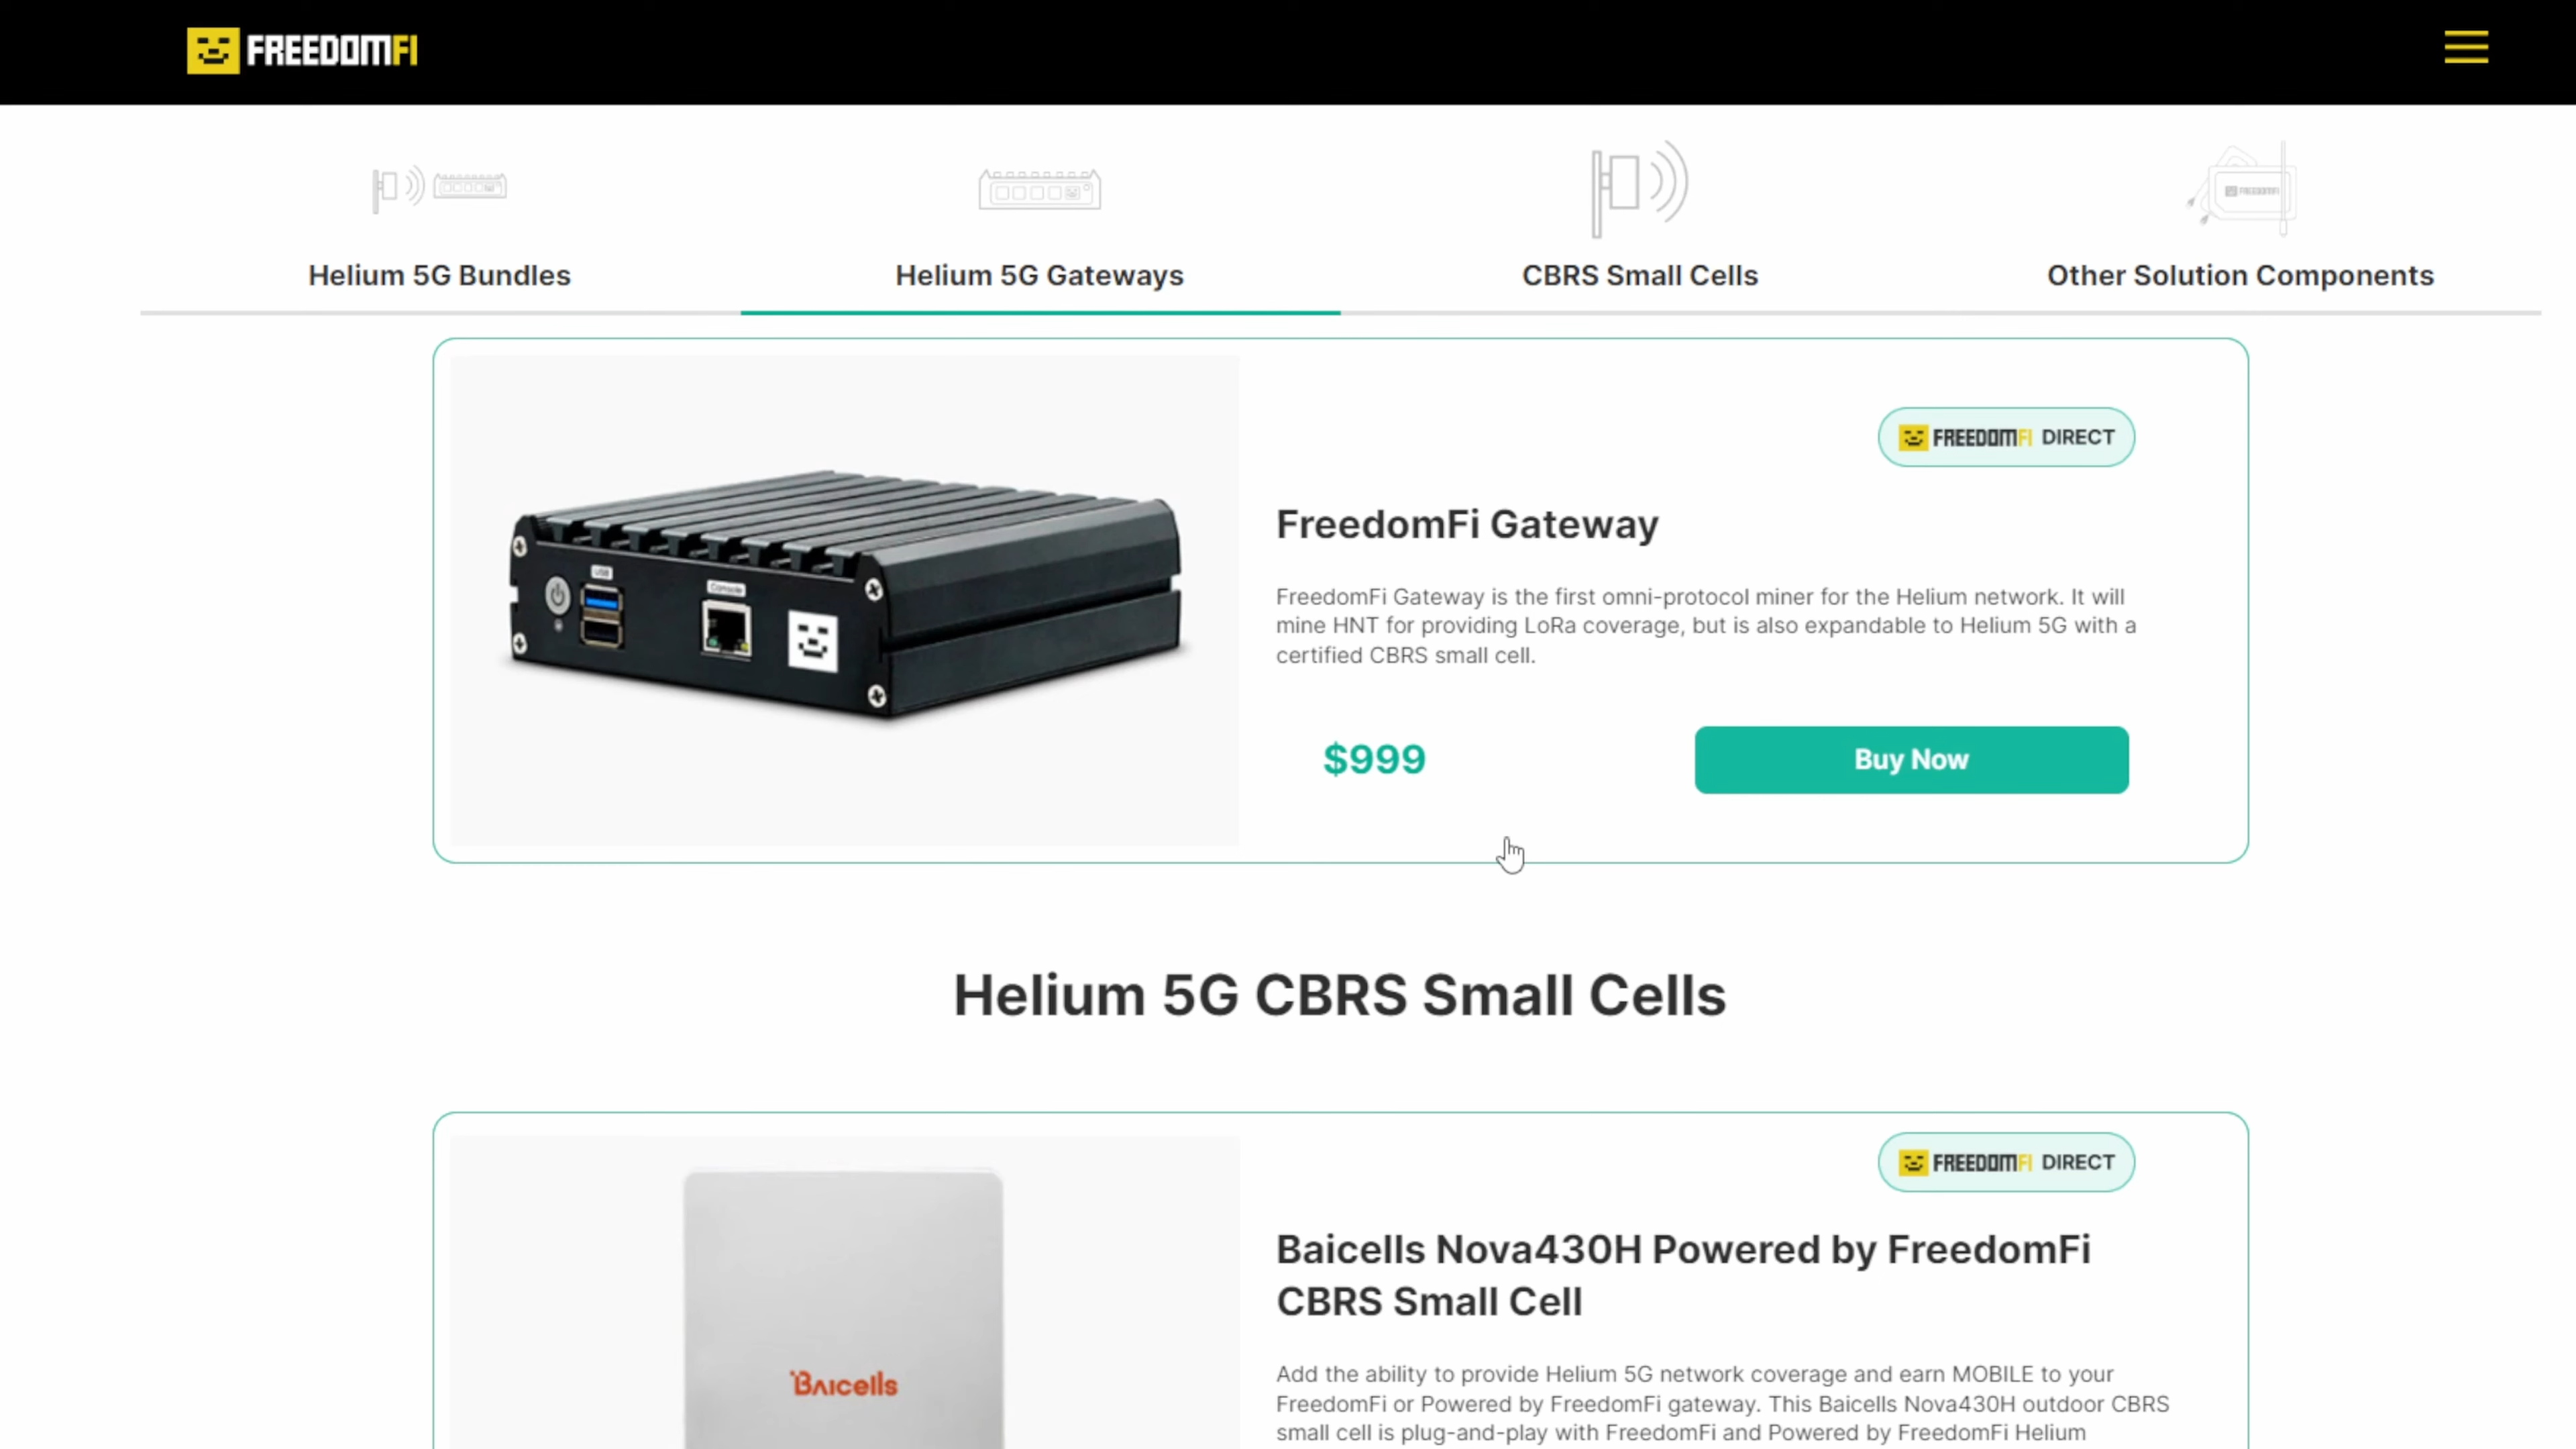 FREEDOMFI
Helium 5G Bundles
Helium 5G Gateways
CBRS Small Cells
FREEDOMFI
Other Solution Components
FREEDOMFI DIRECT
USB
Console
FreedomFi Gateway
FreedomFi Gateway is the first omni-protocol miner for the Helium network. It will
mine HNT for providing LoRa coverage, but is also expandable to Helium 5G with a
certified CBRS small cell.
$999
Buy Now
Helium 5G CBRS Small Cells
FREEDOMFI DIRECT
Baicells
Baicells Nova430H Powered by FreedomFi
CBRS Small Cell
Add the ability to provide Helium 5G network coverage and earn MOBILE to your
FreedomFi or Powered by FreedomFi gateway. This Baicells Nova430H outdoor CBRS
small cell is plug-and-play with FreedomFi and Powered by FreedomFi Helium